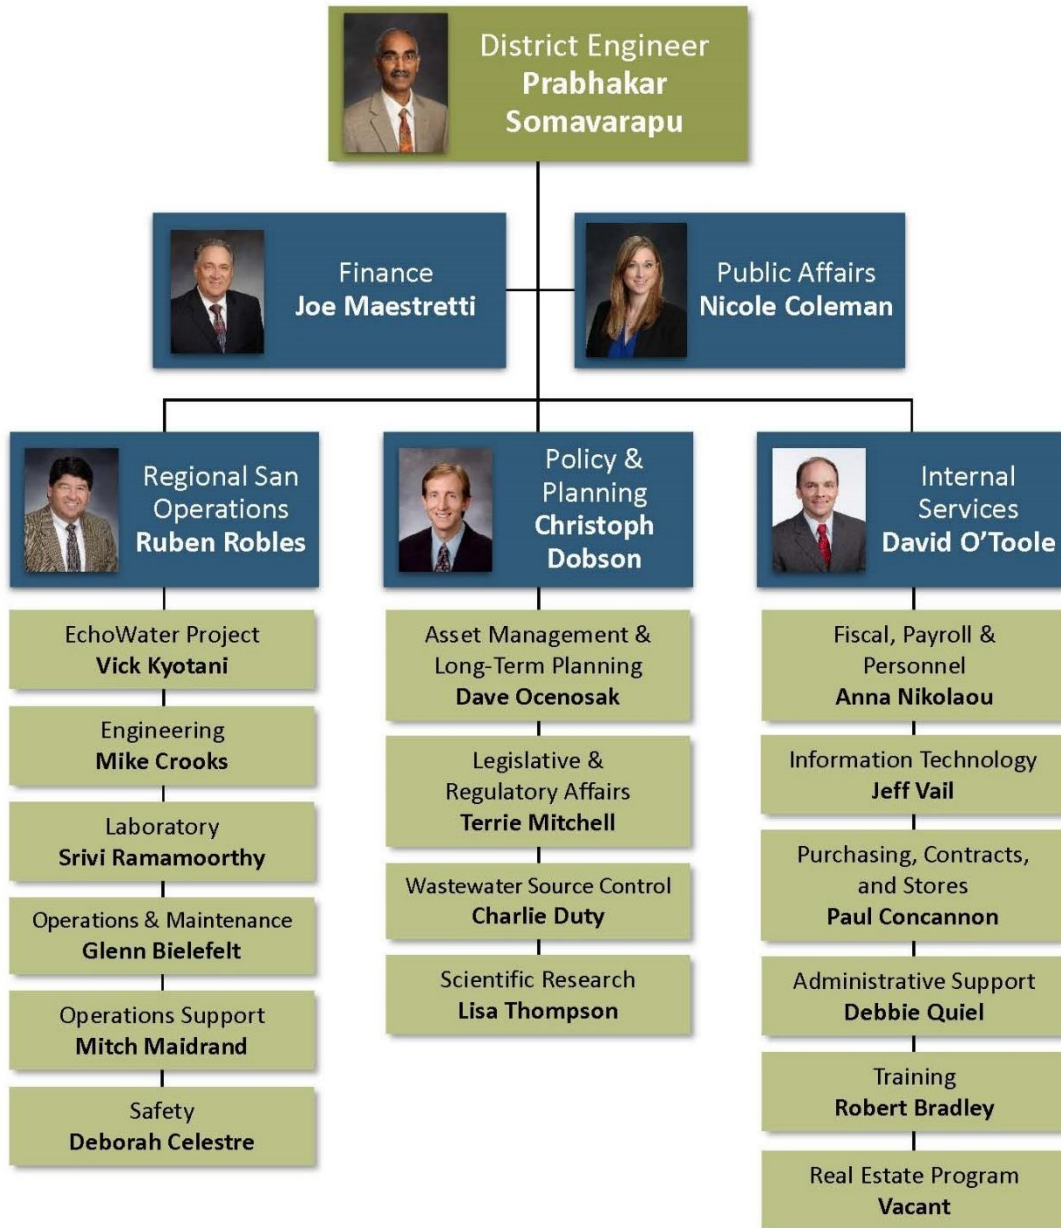 District Engineer
Prabhakar
Somavarapu
Finance
Joe Maestretti
Public Affairs
Nicole Coleman
Regional San
Operations
Ruben Robles
EchoWater Project
Vick Kyotani
Engineering
Mike Crooks
Laboratory
Srivi Ramamoorthy
Operations & Maintenance
Glenn Bielefelt
Operations Support
Mitch Maidrand
Safety
Deborah Celestre
Policy &
Planning
Christoph
Dobson
Asset Management &
Long-Term Planning
Dave Ocenosak
Legislative &
Regulatory Affairs
Terrie Mitchell
Wastewater Source Control
Charlie Duty
Scientific Research
Lisa Thompson
Internal
Services
David O’Toole
Fiscal, Payroll &
Personnel
Anna Nikolaou
Information Technology
Jeff Vail
Purchasing, Contracts,
and Stores
Paul Concannon
Administrative Support
Debbie Quiel
Training
Robert Bradley
Real Estate Program
Vacant